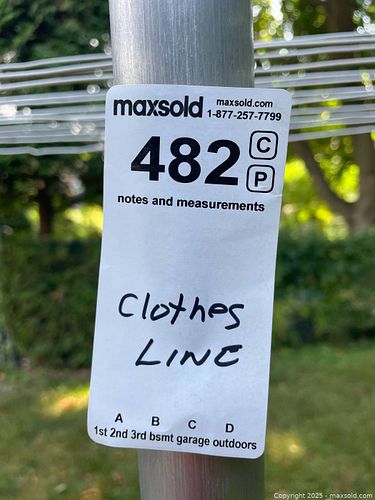 maxsold maxsold.com
1-877-257-7799
482 C
P
notes and measurements
Clothes
LINE
A B C D
1st 2nd 3rd bsmt garage outdoors
Copyright 2025 - maxsold.com